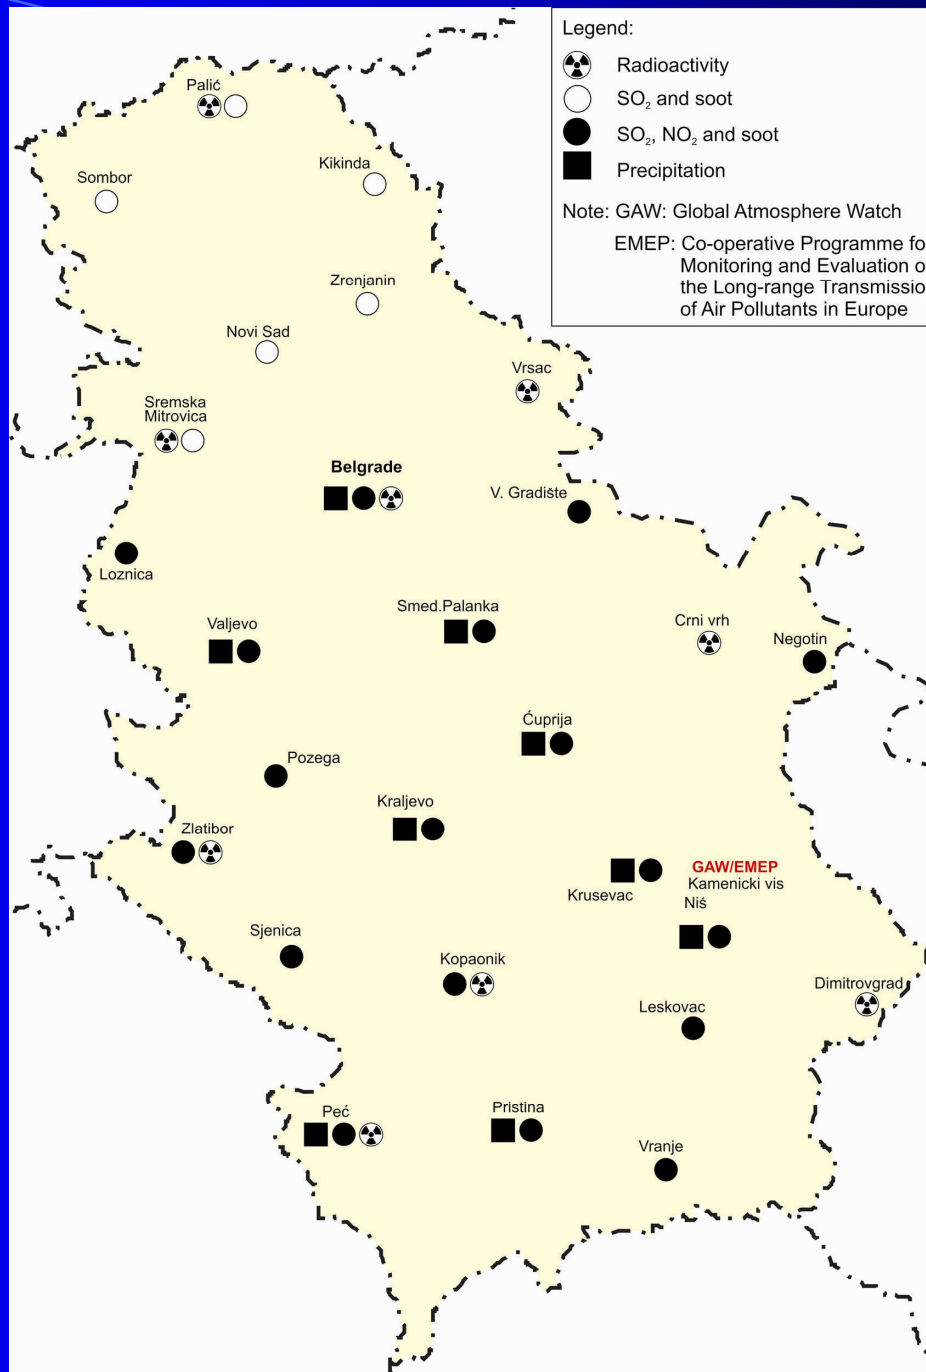 Legend:
Radioactivity
SO₂ and soot
SO₂, NO₂ and soot
Precipitation
Note: GAW: Global Atmosphere Watch
EMEP: Co-operative Programme fo
Monitoring and Evaluation o
the Long-range Transmissio
of Air Pollutants in Europe
Palić
Sombor
Kikinda
Zrenjanin
Novi Sad
Vrsac
Sremska
Mitrovica
Belgrade
V. Gradište
Loznica
Smed.Palanka
Valjevo
Crni vrh
Negotin
Ćuprija
Pozega
Kraljevo
Zlatibor
GAW/EMEP
Kamenicki vis
Krusevac
Niś
Sjenica
Kopaonik
Dimitrovgrad
Leskovac
Peć
Pristina
Vranje